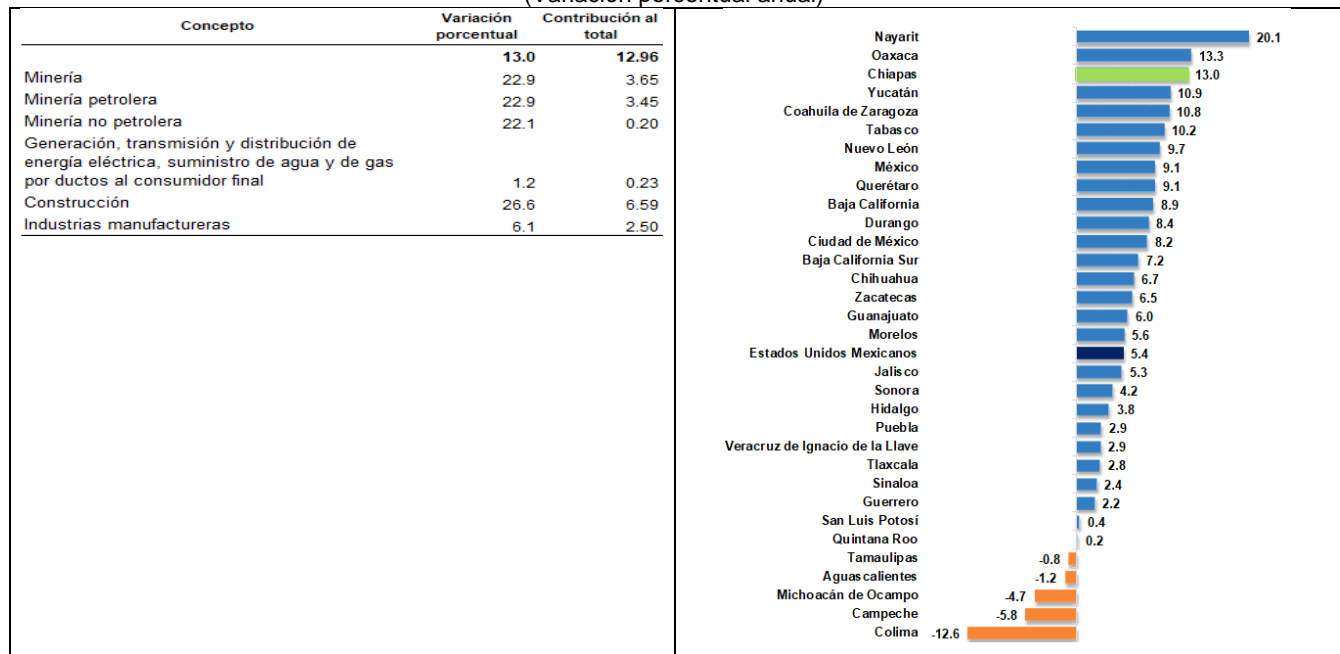 (Variación porcentual anual)
Concepto Variación porcentual Contribución al total
13.0 12.96
Minería 22.9 3.65
Minería petrolera 22.9 3.45
Minería no petrolera 22.1 0.20
Generación, transmisión y distribución de
energía eléctrica, suministro de agua y de gas
por ductos al consumidor final 1.2 0.23
Construcción 26.6 6.59
Industrias manufactureras 6.1 2.50
Nayarit 20.1
Oaxaca 13.3
Chiapas 13.0
Yucatán 10.9
Coahuila de Zaragoza 10.8
Tabasco 10.2
Nuevo León 9.7
México 9.1
Querétaro 9.1
Baja California 8.9
Durango 8.4
Ciudad de México 8.2
Baja California Sur 7.2
Chihuahua 6.7
Zacatecas 6.5
Guanajuato 6.0
Morelos 5.6
Estados Unidos Mexicanos 5.4
Jalisco 5.3
Sonora 4.2
Hidalgo 3.8
Puebla 2.9
Veracruz de Ignacio de la Llave 2.9
Tlaxcala 2.8
Sinaloa 2.4
Guerrero 2.2
San Luis Potosí 0.4
Quintana Roo 0.2
Tamaulipas -0.8
Aguascalientes -1.2
Michoacán de Ocampo -4.7
Campeche -5.8
Colima -12.6